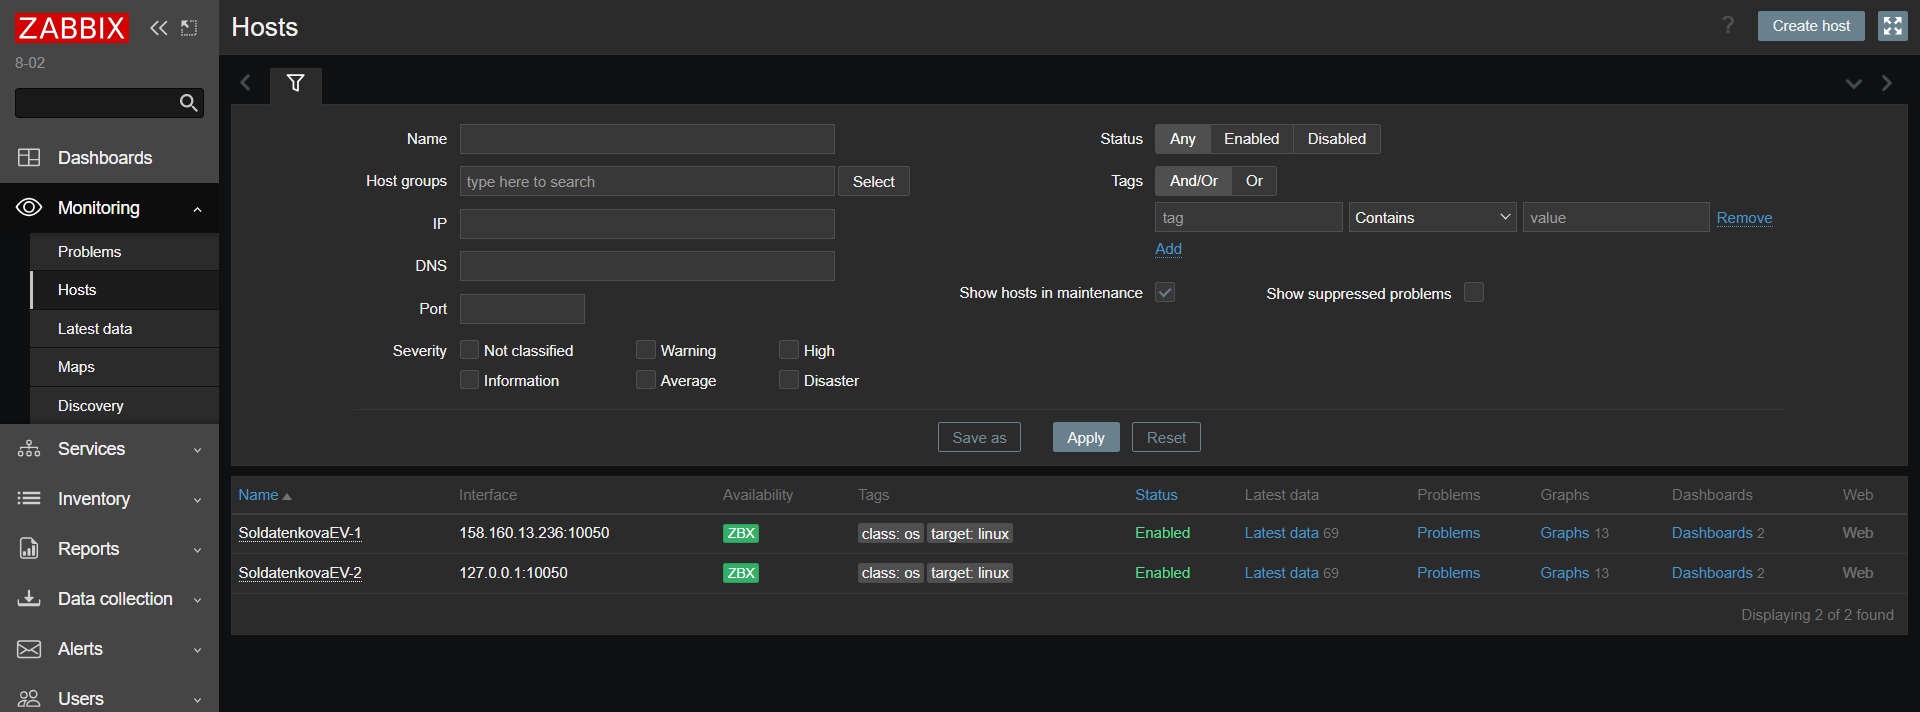 ZABBIX
8-02
Dashboards
Monitoring
Problems
Hosts
Latest data
Maps
Discovery
Services
Inventory
Reports
Data collection
Alerts
Users
Hosts
? Create host
Name
Host groups type here to search Select
IP
DNS
Port
Severity Not classified Warning High
Information Average Disaster
Status Any Enabled Disabled
Tags And/Or Or
tag Contains value Remove
Add
Show hosts in maintenance Show suppressed problems
Save as Apply Reset
Name Interface Availability Tags Status Latest data Problems Graphs Dashboards Web
SoldatenkovaEV-1 158.160.13.236:10050 ZBX class: os target: linux Enabled Latest data 69 Problems Graphs 13 Dashboards 2 Web
SoldatenkovaEV-2 127.0.0.1:10050 ZBX class: os target: linux Enabled Latest data 69 Problems Graphs 13 Dashboards 2 Web
Displaying 2 of 2 found